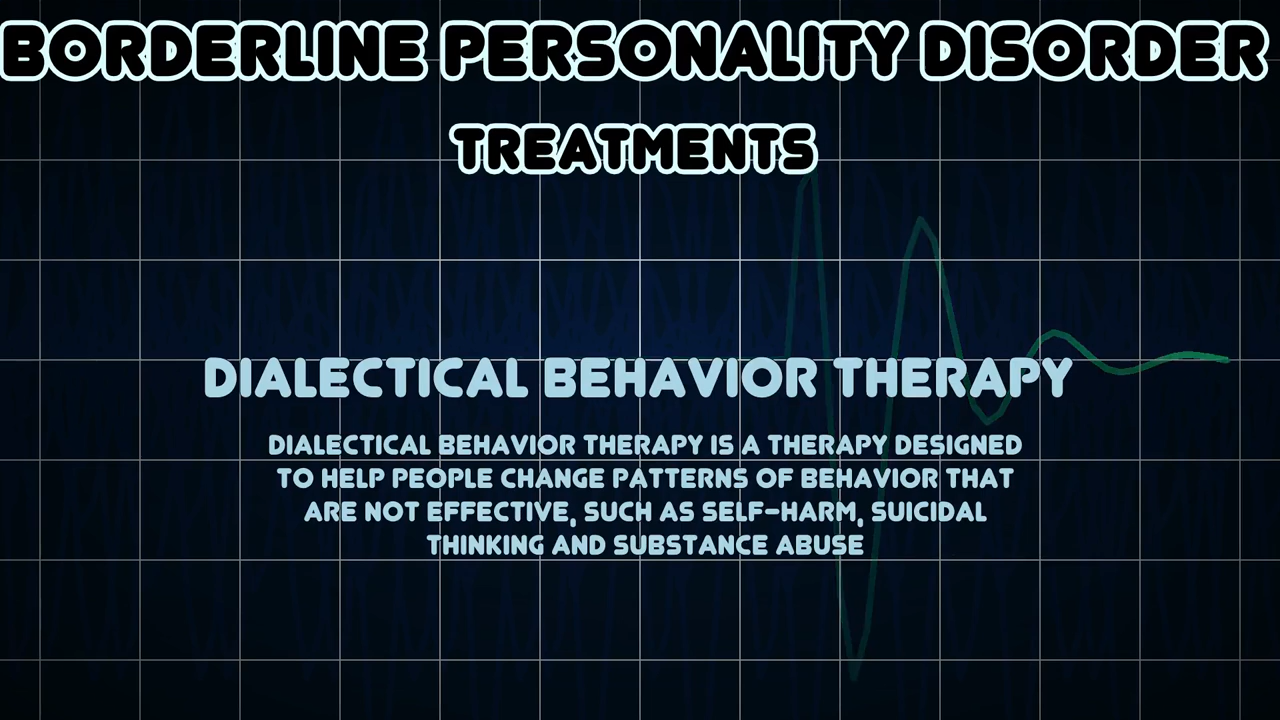 BORDERLINE PERSONALITY DISORDER
TREATMENTS
DIALECTICAL BEHAVIOR THERAPY
DIALECTICAL BEHAVIOR THERAPY IS A THERAPY DESIGNED
TO HELP PEOPLE CHANGE PATTERNS OF BEHAVIOR THAT
ARE NOT EFFECTIVE, SUCH AS SELF-HARM, SUICIDAL
THINKING AND SUBSTANCE ABUSE